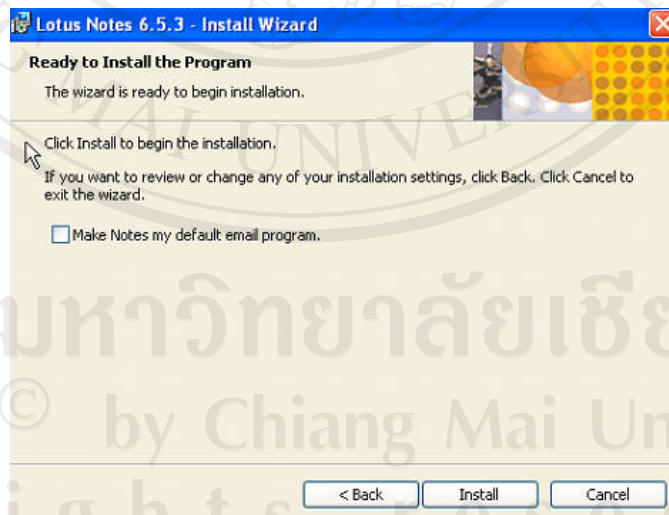 Lotus Notes 6.5.3 - Install Wizard
Ready to Install the Program
The wizard is ready to begin installation.
Click Install to begin the installation.
If you want to review or change any of your installation settings, click Back. Click Cancel to
exit the wizard.
Make Notes my default email program.
มหาวิทยาลัยเชีย
© by Chiang Mai Un
< Back Install Cancel